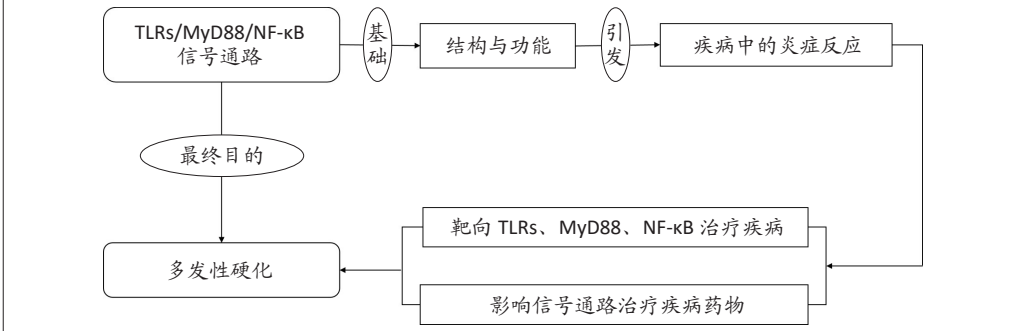 TLRs/MyD88/NF-κB
信号通路
基础
结构与功能
引发
疾病中的炎症反应
最终目的
靶向 TLRs、MyD88、NF-κB 治疗疾病
多发性硬化
影响信号通路治疗疾病药物